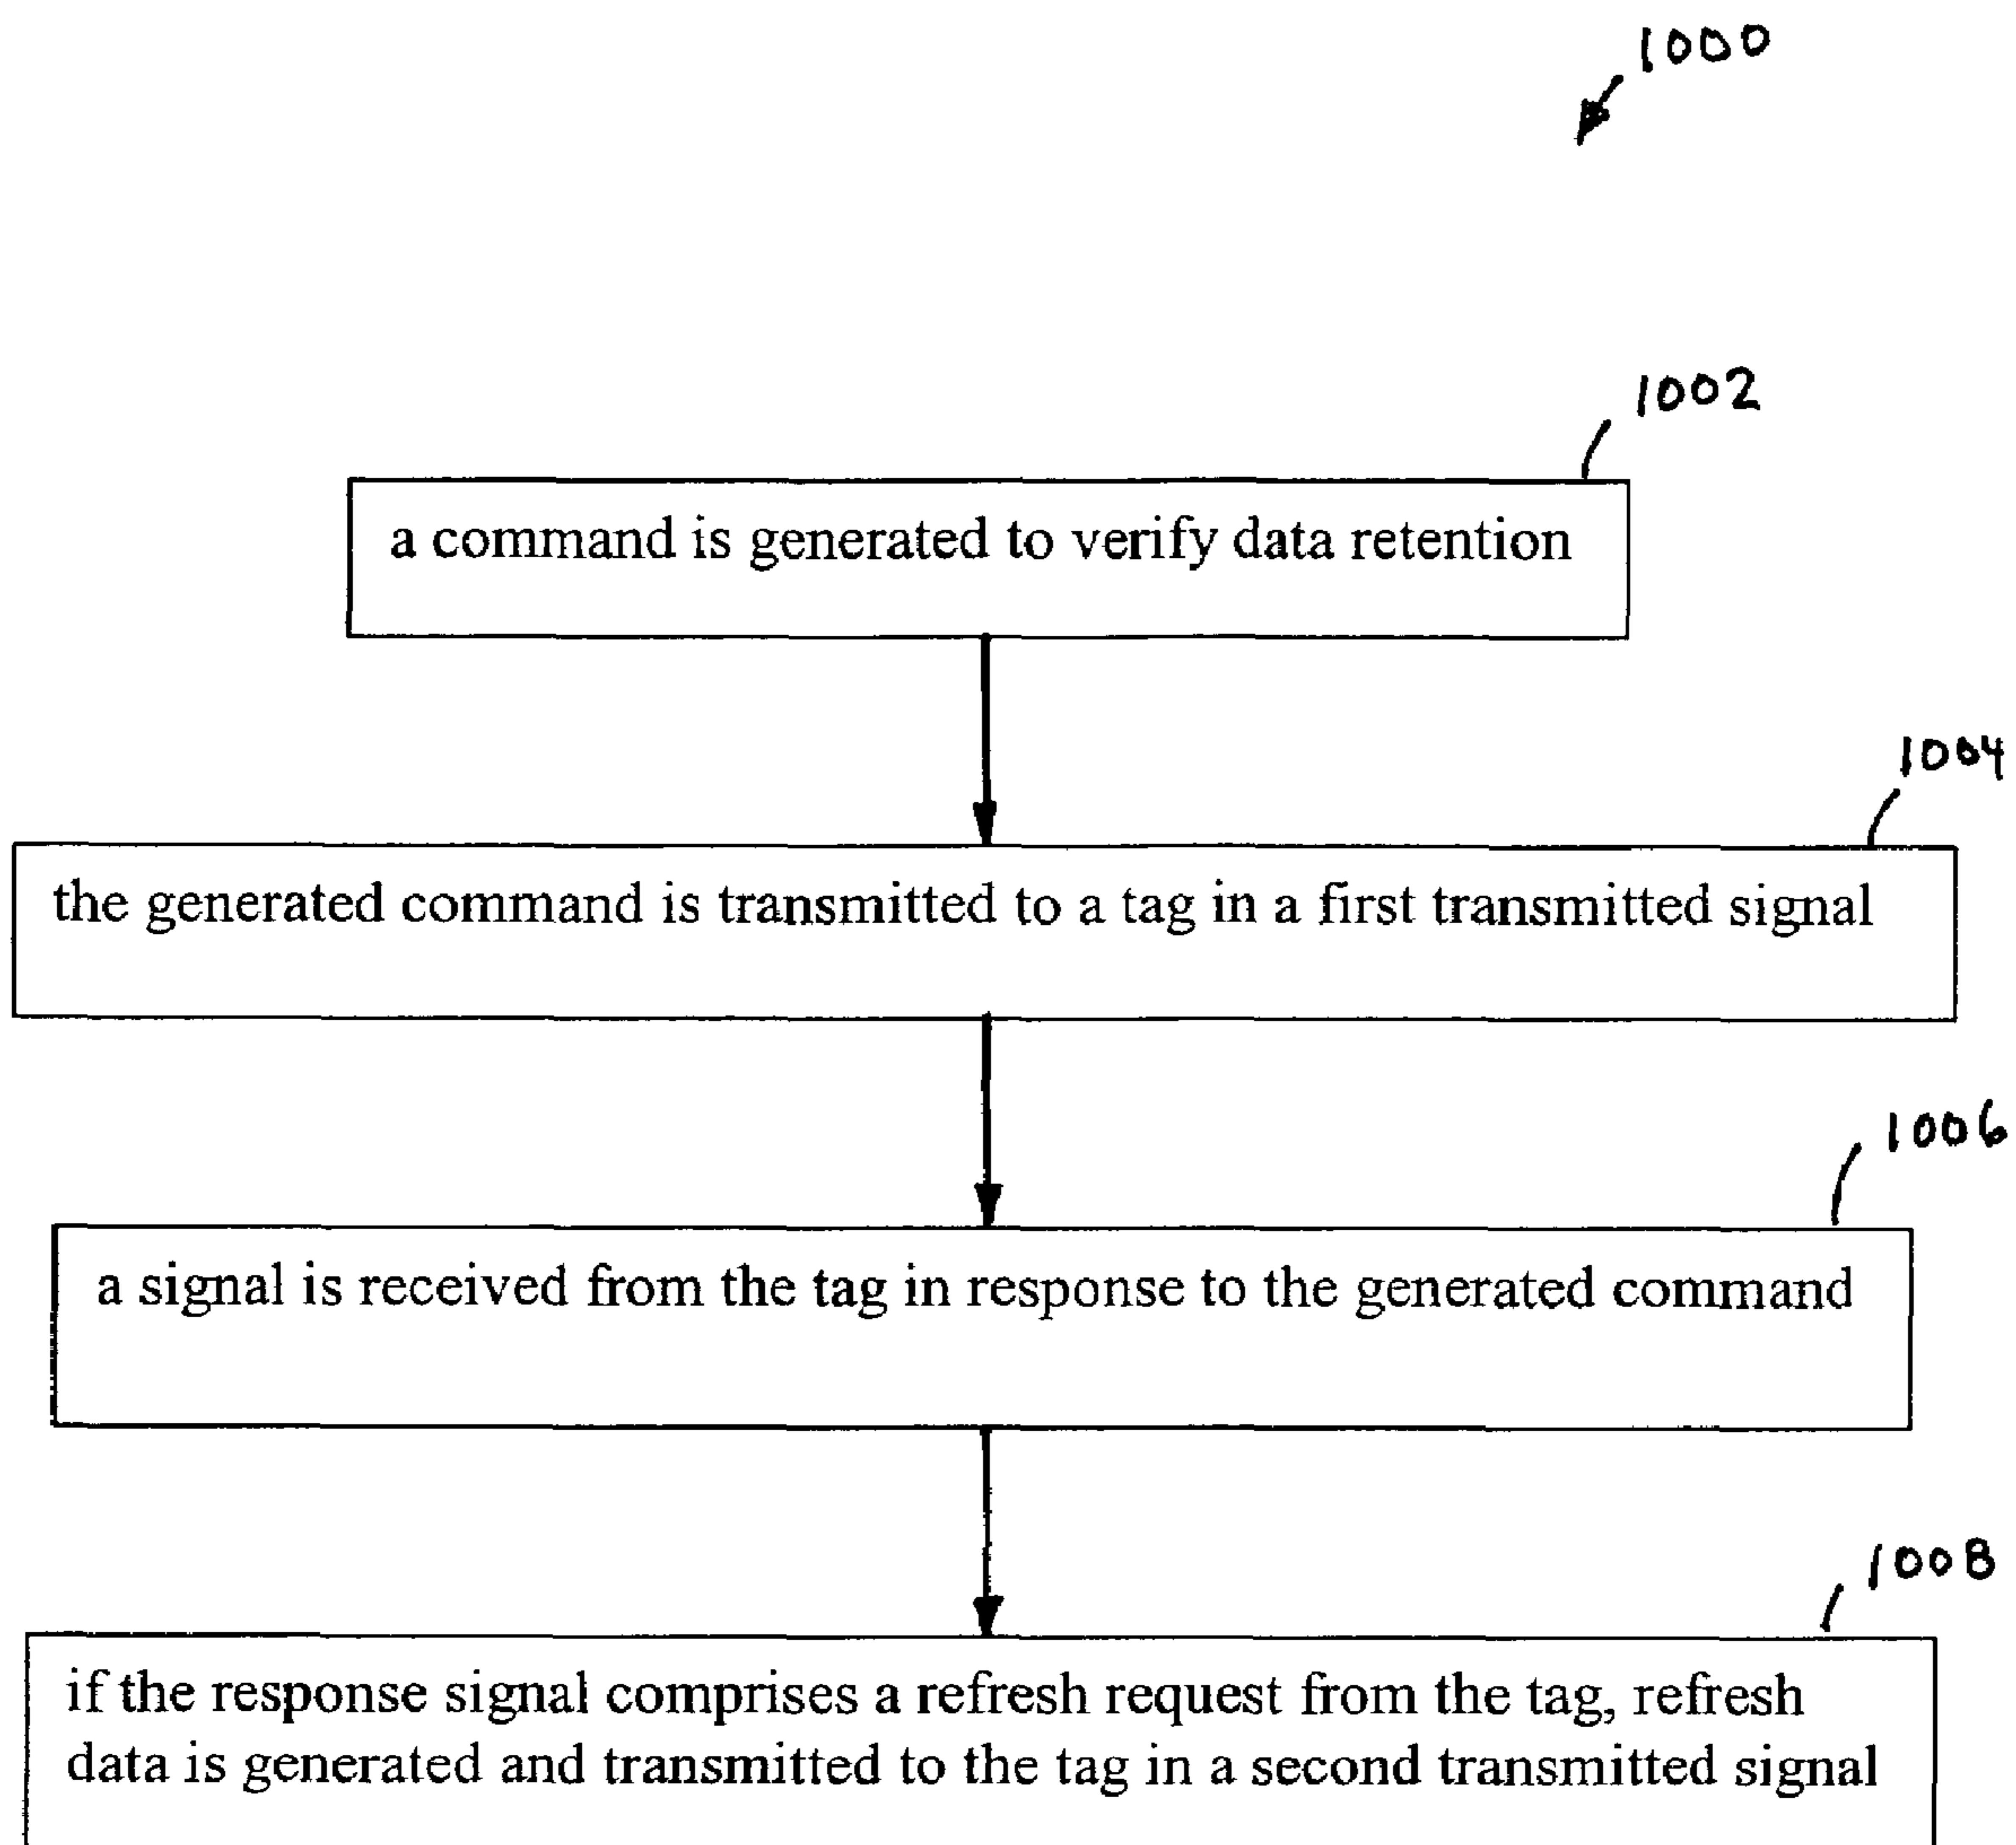 1000
1002
a command is generated to verify data retention
1004
the generated command is transmitted to a tag in a first transmitted signal
1006
a signal is received from the tag in response to the generated command
1008
if the response signal comprises a refresh request from the tag, refresh
data is generated and transmitted to the tag in a second transmitted signal